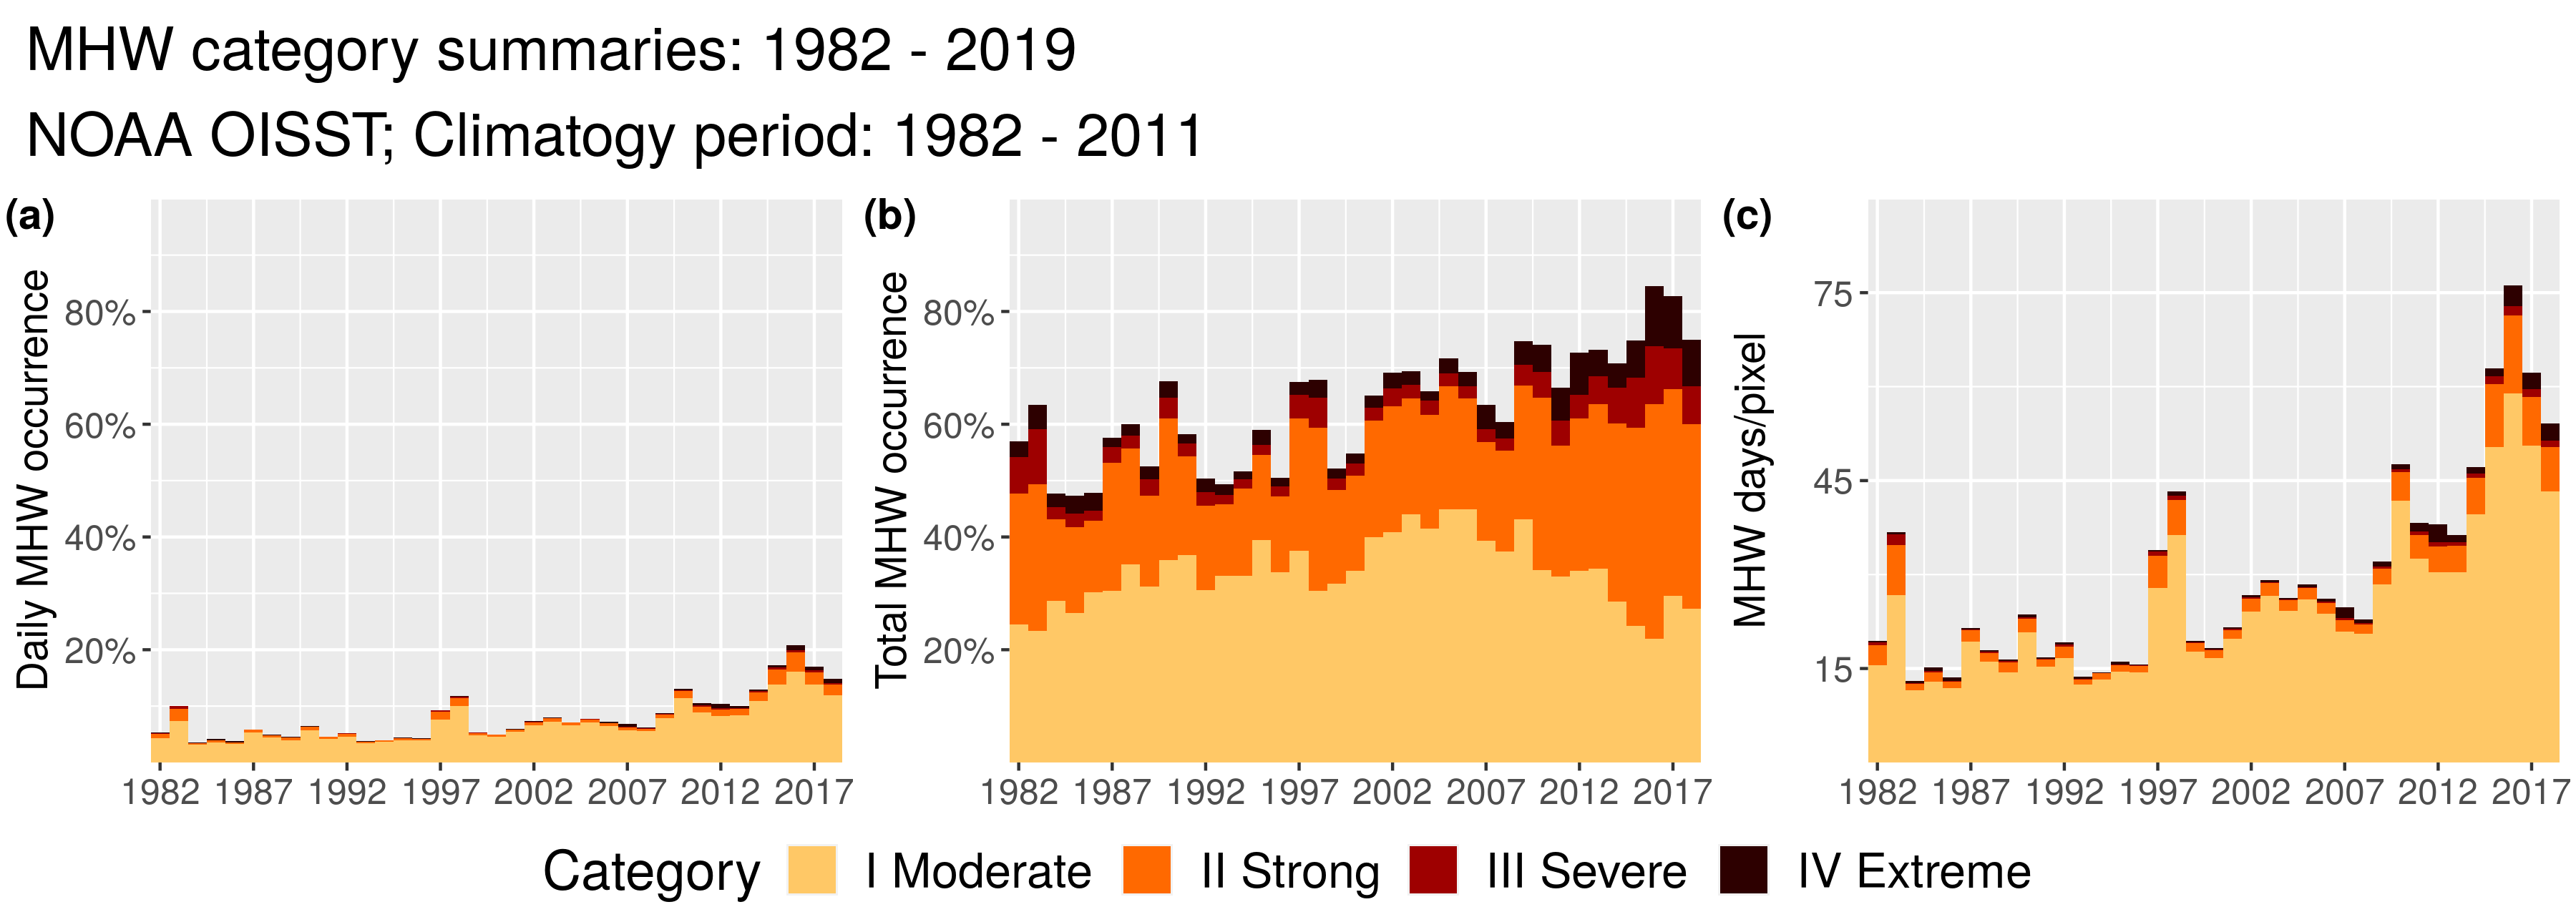 MHW category summaries: 1982 - 2019
NOAA OISST; Climatogy period: 1982 - 2011
(a)
Daily MHW occurrence
80%
60%
40%
20%
1982 1987 1992 1997 2002 2007 2012 2017
(b)
Total MHW occurrence
80%
60%
40%
20%
1982 1987 1992 1997 2002 2007 2012 2017
(c)
MHW days/pixel
75
45
15
1982 1987 1992 1997 2002 2007 2012 2017
Category I Moderate II Strong III Severe IV Extreme